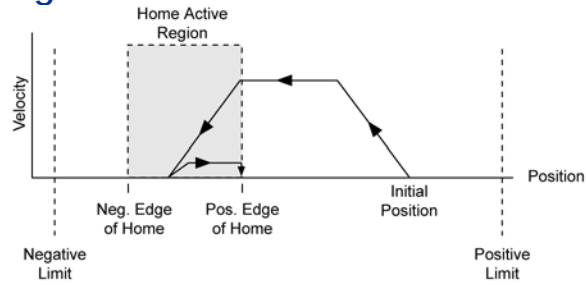 Home Active
Region
Velocity
Position
Neg. Edge
of Home
Pos. Edge
of Home
Initial
Position
Negative
Limit
Positive
Limit